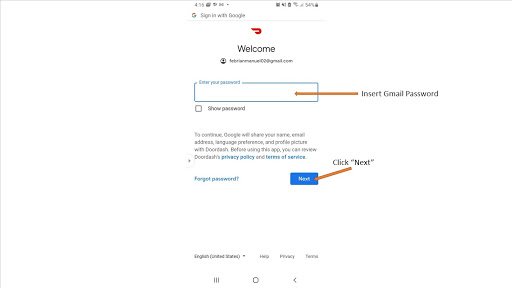 4:16 54%
Sign in with Google
Welcome
febrianmanuel02@gmail.com
Enter your password
Insert Gmail Password
Show password
To continue, Google will share your name, email
address, language preference, and profile picture
with Doordash. Before using this app, you can review
Doordash's privacy policy and terms of service.
Click "Next"
Forgot password?
Next
English (United States) Help Privacy Terms